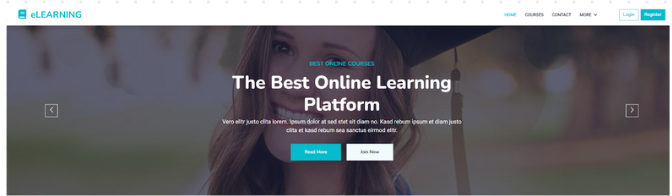 eLEARNING
HOME COURSES CONTACT MORE Login Register
BEST ONLINE COURSES
The Best Online Learning
Platform
Vero elitr justo clita lorem. Ipsum dolor at sed stet sit diam no. Kasd rebum ipsum et diam justo
clita et kasd rebum sea sanctus eirmod elitr.
Read More Join Now